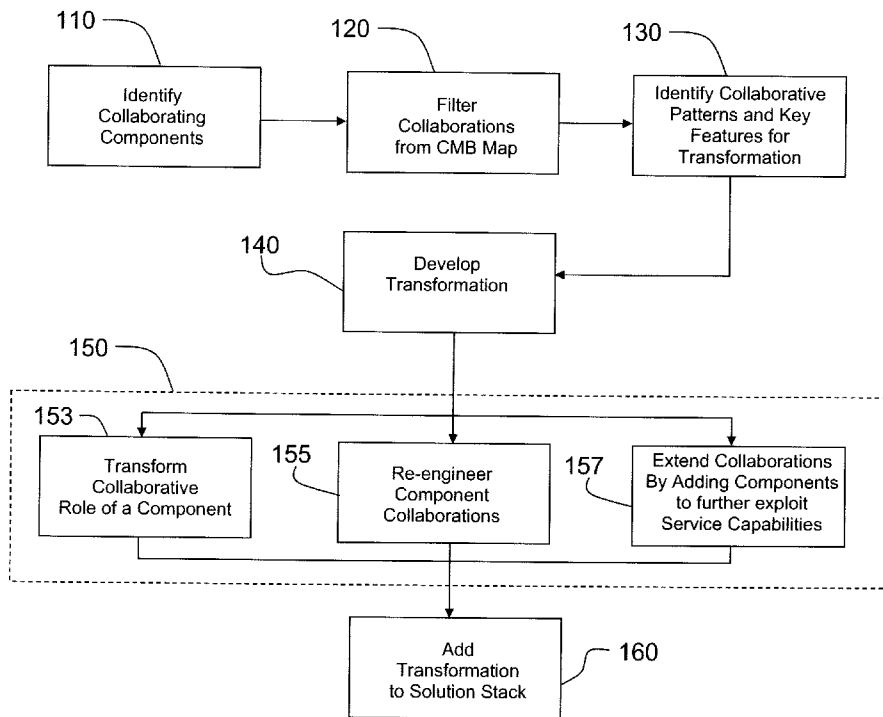 110
120
130
Identify
Collaborating
Components
Filter
Collaborations
from CMB Map
Identify Collaborative
Patterns and Key
Features for
Transformation
140
Develop
Transformation
150
153
Transform
Collaborative
Role of a Component
155
Re-engineer
Component
Collaborations
157
Extend Collaborations
By Adding Components
to further exploit
Service Capabilities
Add
Transformation
to Solution Stack
160